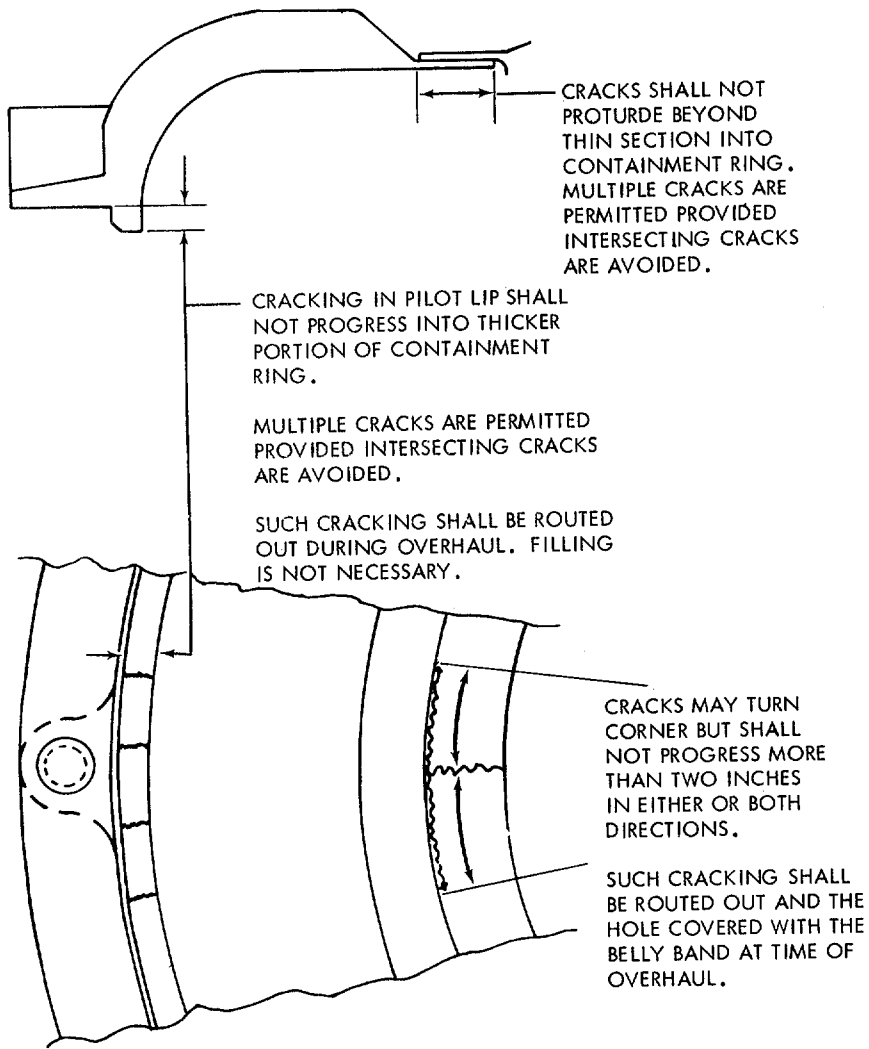 CRACKS SHALL NOT
PROTURDE BEYOND
THIN SECTION INTO
CONTAINMENT RING.
MULTIPLE CRACKS ARE
PERMITTED PROVIDED
INTERSECTING CRACKS
ARE AVOIDED.
CRACKING IN PILOT LIP SHALL
NOT PROGRESS INTO THICKER
PORTION OF CONTAINMENT
RING.
MULTIPLE CRACKS ARE PERMITTED
PROVIDED INTERSECTING CRACKS
ARE AVOIDED.
SUCH CRACKING SHALL BE ROUTED
OUT DURING OVERHAUL. FILLING
IS NOT NECESSARY.
CRACKS MAY TURN
CORNER BUT SHALL
NOT PROGRESS MORE
THAN TWO INCHES
IN EITHER OR BOTH
DIRECTIONS.
SUCH CRACKING SHALL
BE ROUTED OUT AND THE
HOLE COVERED WITH THE
BELLY BAND AT TIME OF
OVERHAUL.